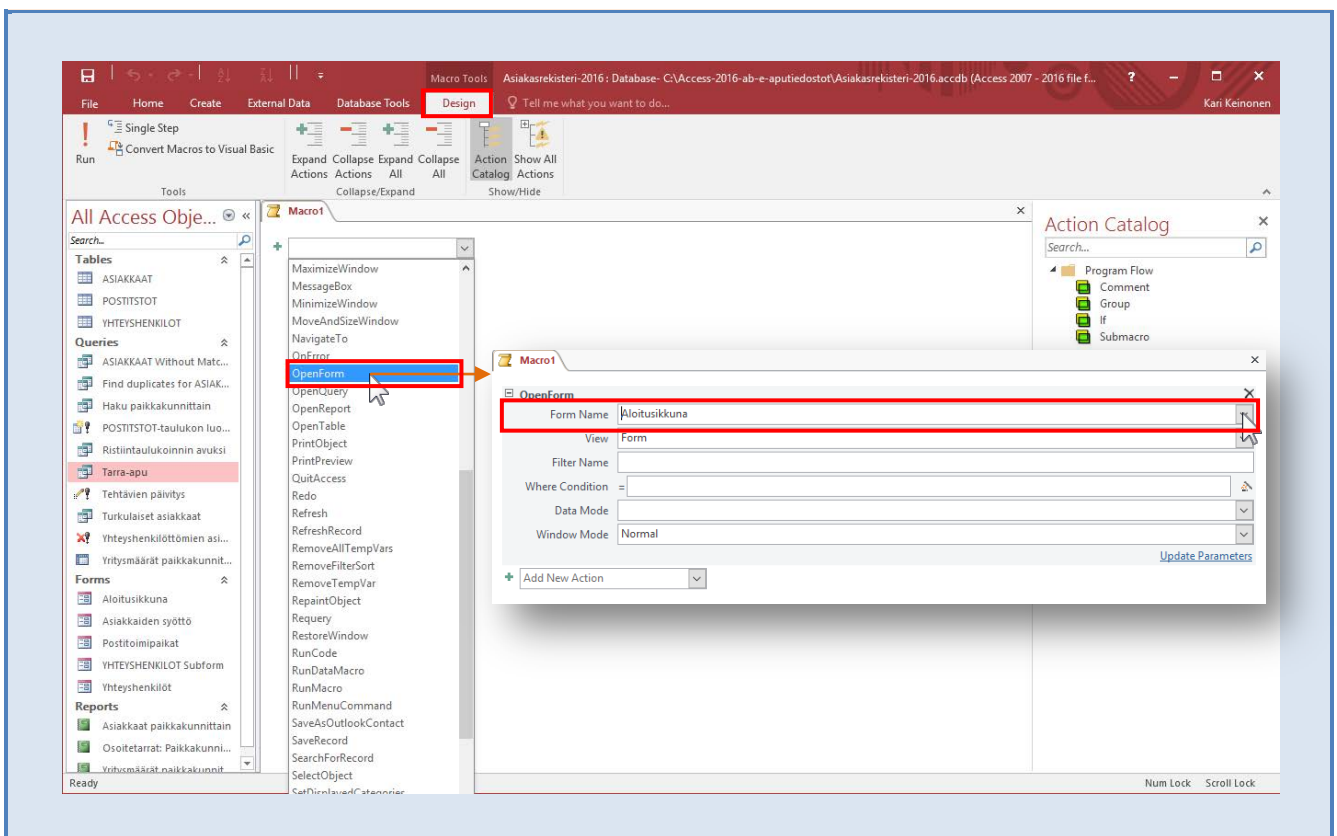 Macro Tools
Asiakasrekisteri-2016 : Database- C:\Access-2016-ab-e-aputiedostot\Asiakasrekisteri-2016.accdb (Access 2007 - 2016 file f...
?
File Home Create External Data Database Tools Design Tell me what you want to do... Kari Keinonen
Run
Single Step
Convert Macros to Visual Basic
Expand Actions
Collapse Actions
Expand All
Collapse All
Action Catalog
Show All Actions
Tools
Collapse/Expand
Show/Hide
All Access Obje...
Search...
Tables
ASIAKKAAT
POSTITSTOT
YHTEYSHENKILOT
Queries
ASIAKKAAT Without Matc...
Find duplicates for ASIAK...
Haku paikkakunnittain
POSTITSTOT-taulukon luo...
Ristiintaulukoinnin avuksi
Tarra-apu
Tehtävien päivitys
Turkulaiset asiakkaat
Yhteyshenkilöttömien asi...
Yritysmäärät paikkakunnit...
Forms
Aloitusikkuna
Asiakkaiden syöttö
Postitoimipaikat
YHTEYSHENKILOT Subform
Yhteyshenkilöt
Reports
Asiakkaat paikkakunnittain
Osoitetarrat: Paikkakunni...
Yritysmäärät paikkakunnit
Macro1
MaximizeWindow
MessageBox
MinimizeWindow
MoveAndSizeWindow
NavigateTo
OnError
OpenForm
OpenQuery
OpenReport
OpenTable
PrintObject
PrintPreview
QuitAccess
Redo
Refresh
RefreshRecord
RemoveAllTempVars
RemoveFilterSort
RemoveTempVar
RepaintObject
Requery
RestoreWindow
RunCode
RunDataMacro
RunMacro
RunMenuCommand
SaveAsOutlookContact
SaveRecord
SearchForRecord
SelectObject
SetDisplayedCategories
Macro1
OpenForm
Form Name Aloitusikkuna
View Form
Filter Name
Where Condition =
Data Mode
Window Mode Normal
Update Parameters
Add New Action
Action Catalog
Search...
Program Flow
Comment
Group
If
Submacro
Ready
Num Lock Scroll Lock